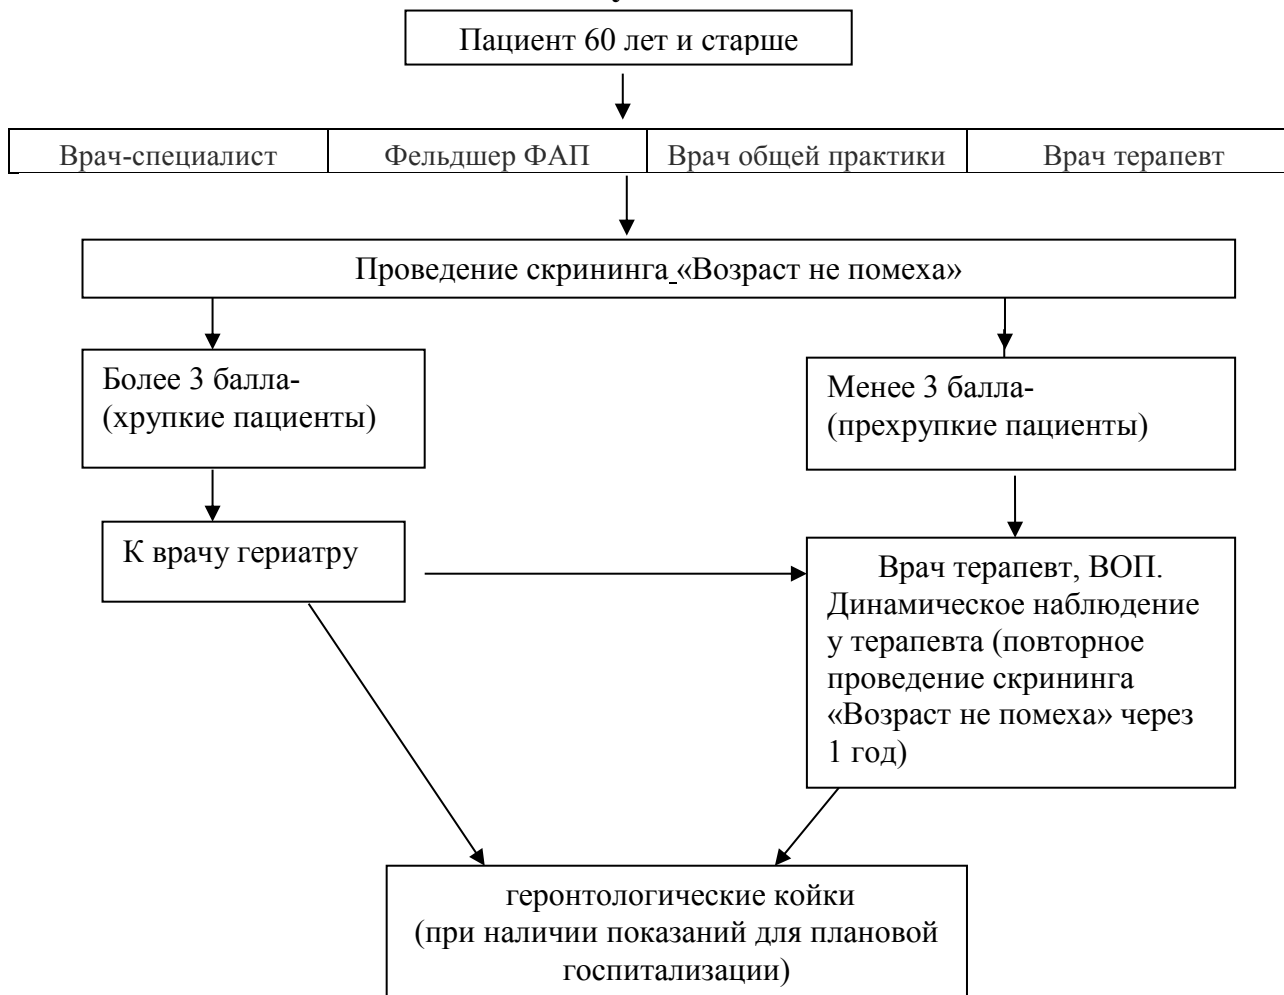 Пациент 60 лет и старше
Врач-специалист
Фельдшер ФАП
Врач общей практики
Врач терапевт
Проведение скрининга «Возраст не помеха»
Более 3 балла-
(хрупкие пациенты)
Менее 3 балла-
(прехрупкие пациенты)
К врачу гериатру
Врач терапевт, ВОП.
Динамическое наблюдение
у терапевта (повторное
проведение скрининга
«Возраст не помеха» через
1 год)
геронтологические койки
(при наличии показаний для плановой
госпитализации)